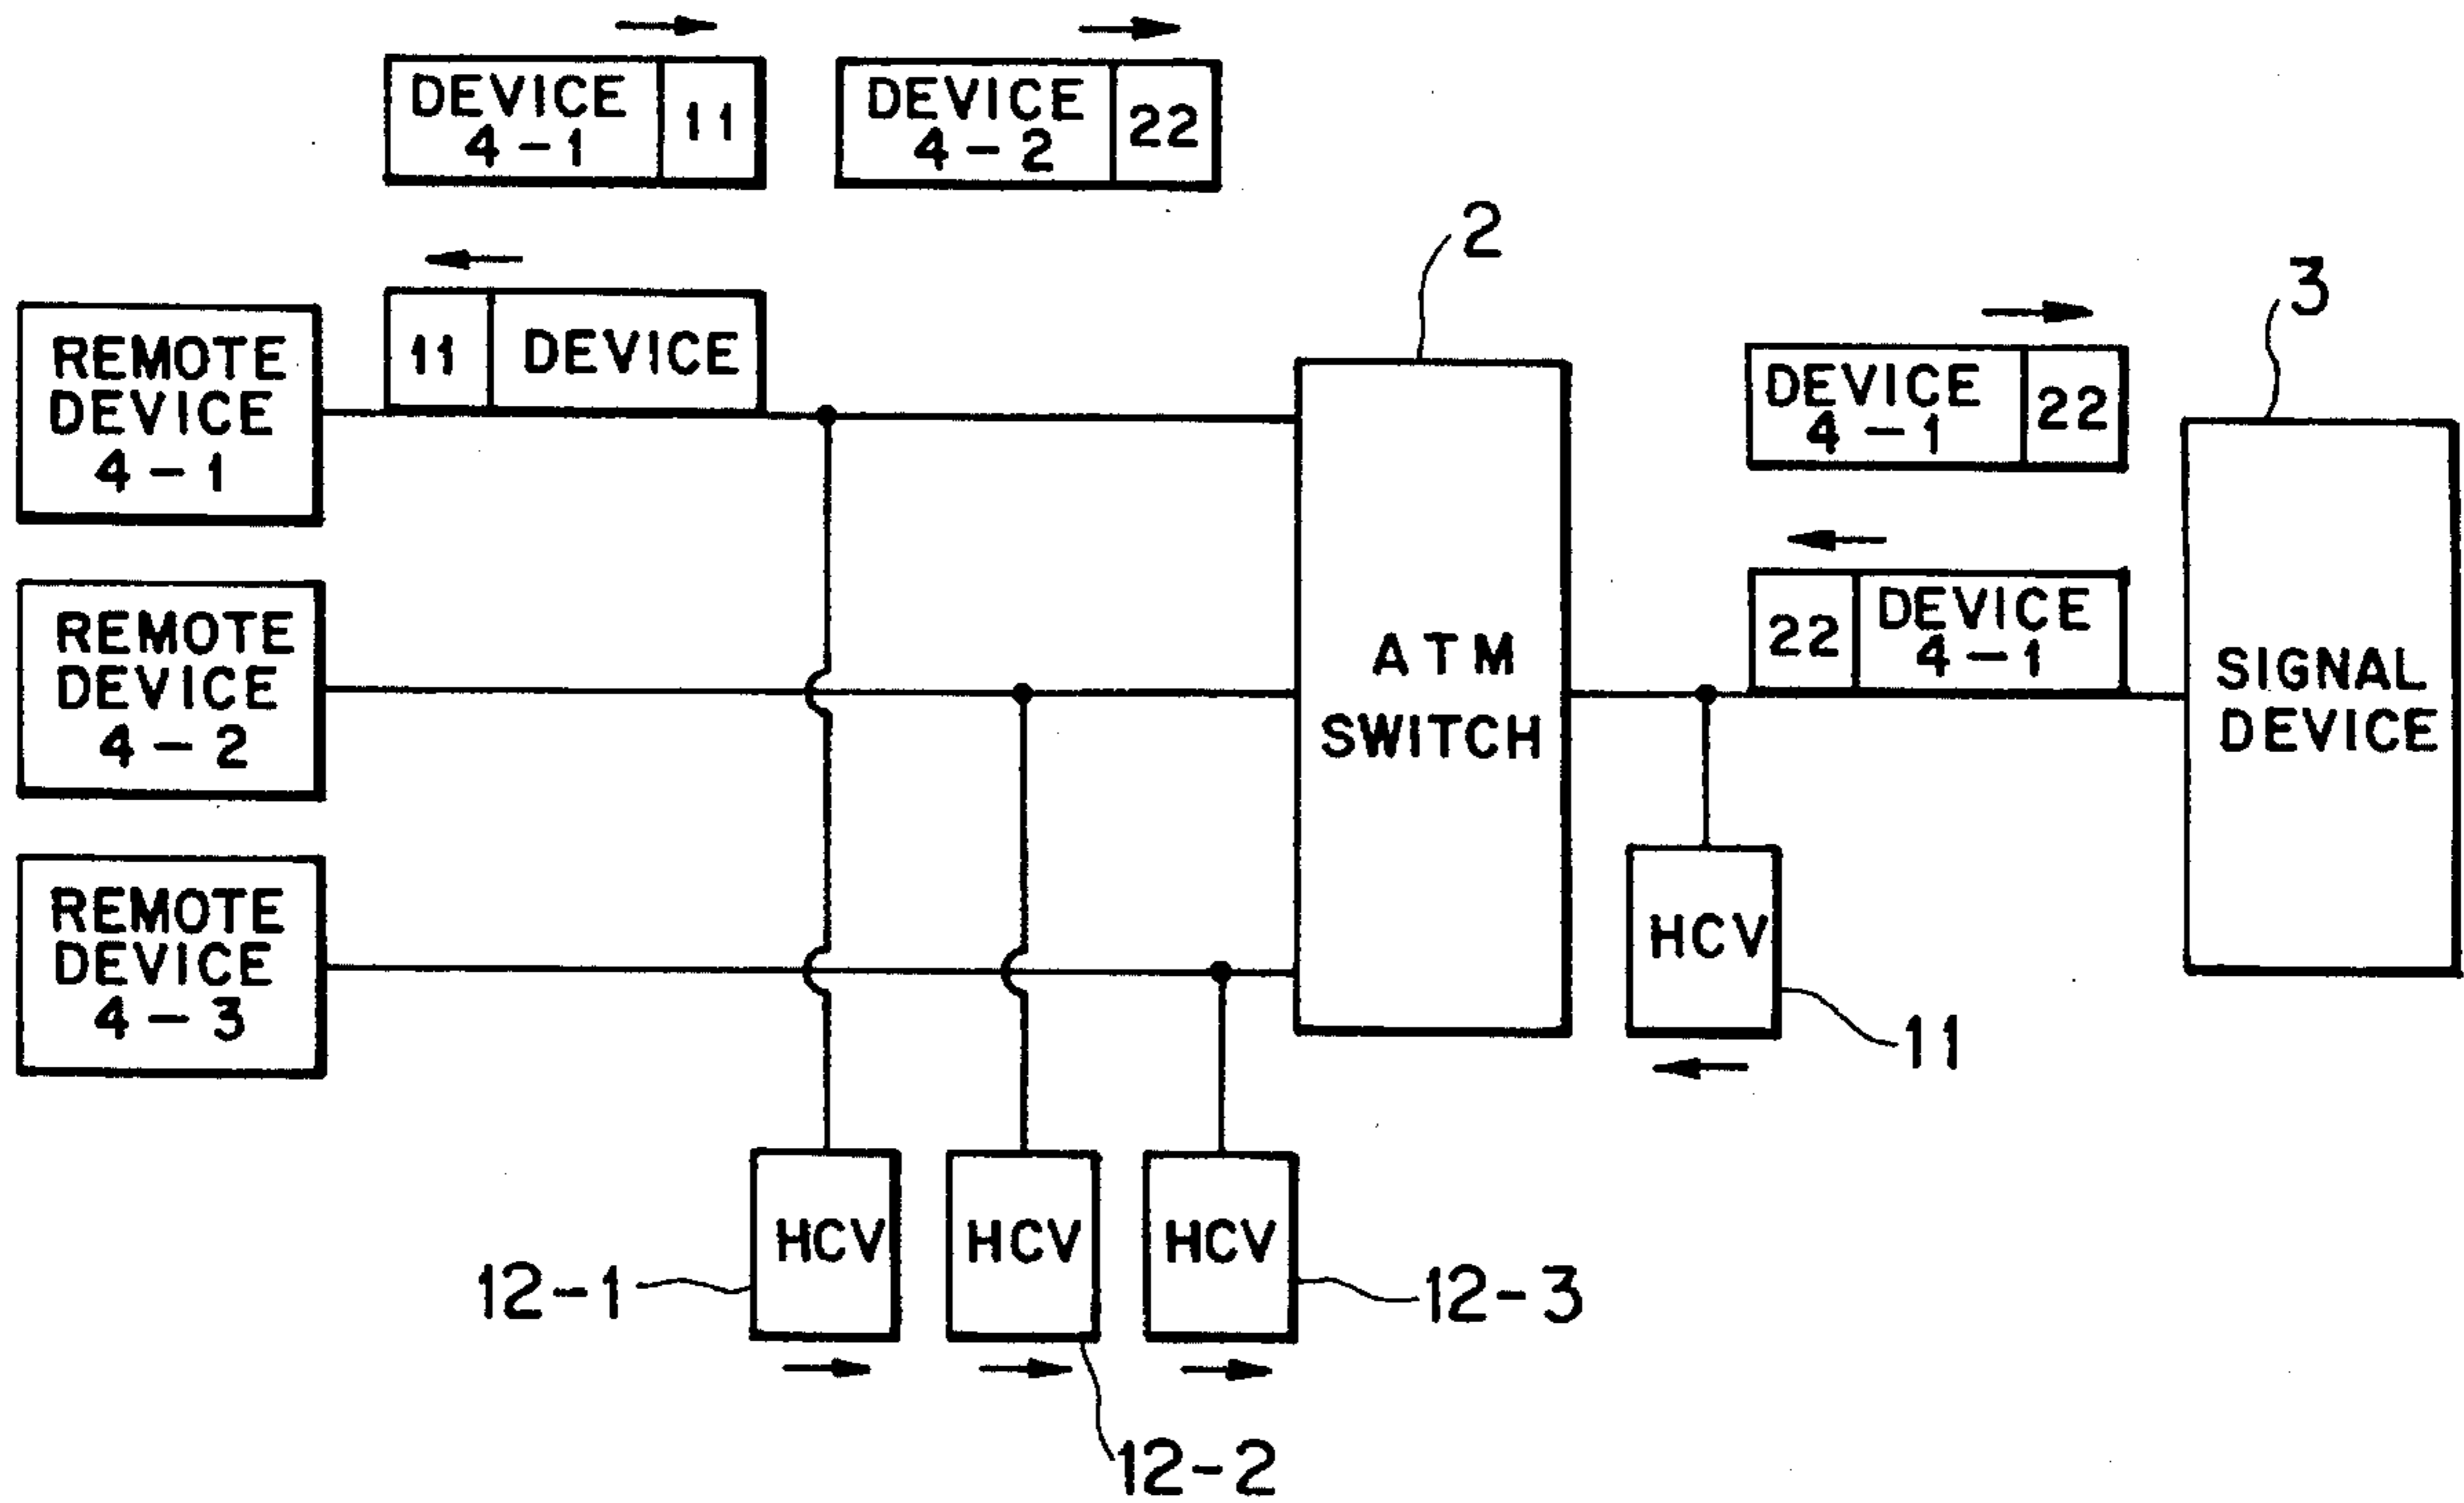 DEVICE
4-1
11
DEVICE
4-2
22
2
3
11
DEVICE
REMOTE
DEVICE
4-1
DEVICE
4-1
22
22
DEVICE
4-1
REMOTE
DEVICE
4-2
ATM
SWITCH
SIGNAL
DEVICE
REMOTE
DEVICE
4-3
HCV
11
HCV
HCV
HCV
12-1
12-3
12-2